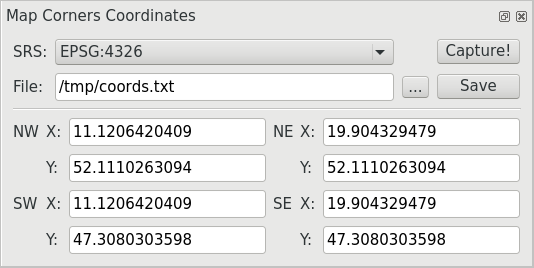 Map Corners Coordinates
SRS: EPSG:4326 Capture!
File: /tmp/coords.txt ... Save
NW X: 11.1206420409 NE X: 19.904329479
Y: 52.1110263094 Y: 52.1110263094
SW X: 11.1206420409 SE X: 19.904329479
Y: 47.3080303598 Y: 47.3080303598